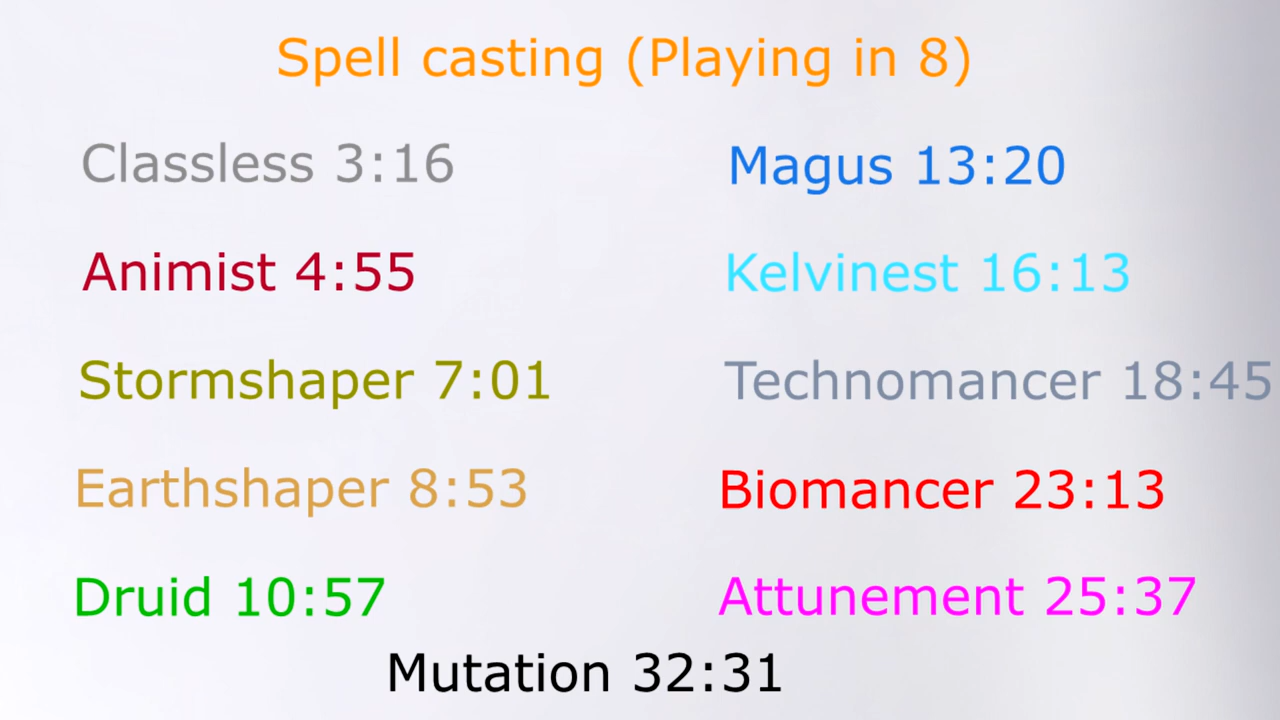 Spell casting (Playing in 8)
Classless 3:16
Animist 4:55
Stormshaper 7:01
Earthshaper 8:53
Druid 10:57
Magus 13:20
Kelvinest 16:13
Technomancer 18:45
Biomancer 23:13
Attunement 25:37
Mutation 32:31